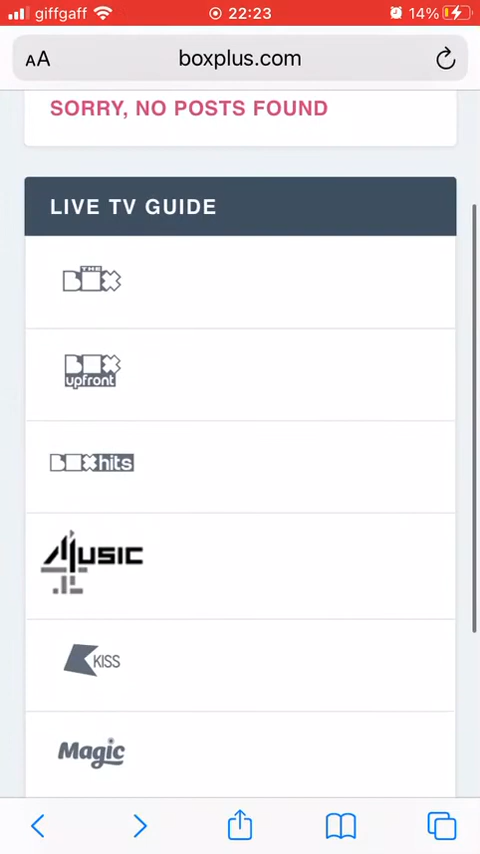 giffgaff 22:23 14%
AA boxplus.com
SORRY, NO POSTS FOUND
LIVE TV GUIDE
THE BOX
BOX upfront
BOX hits
4Music
KISS
Magic